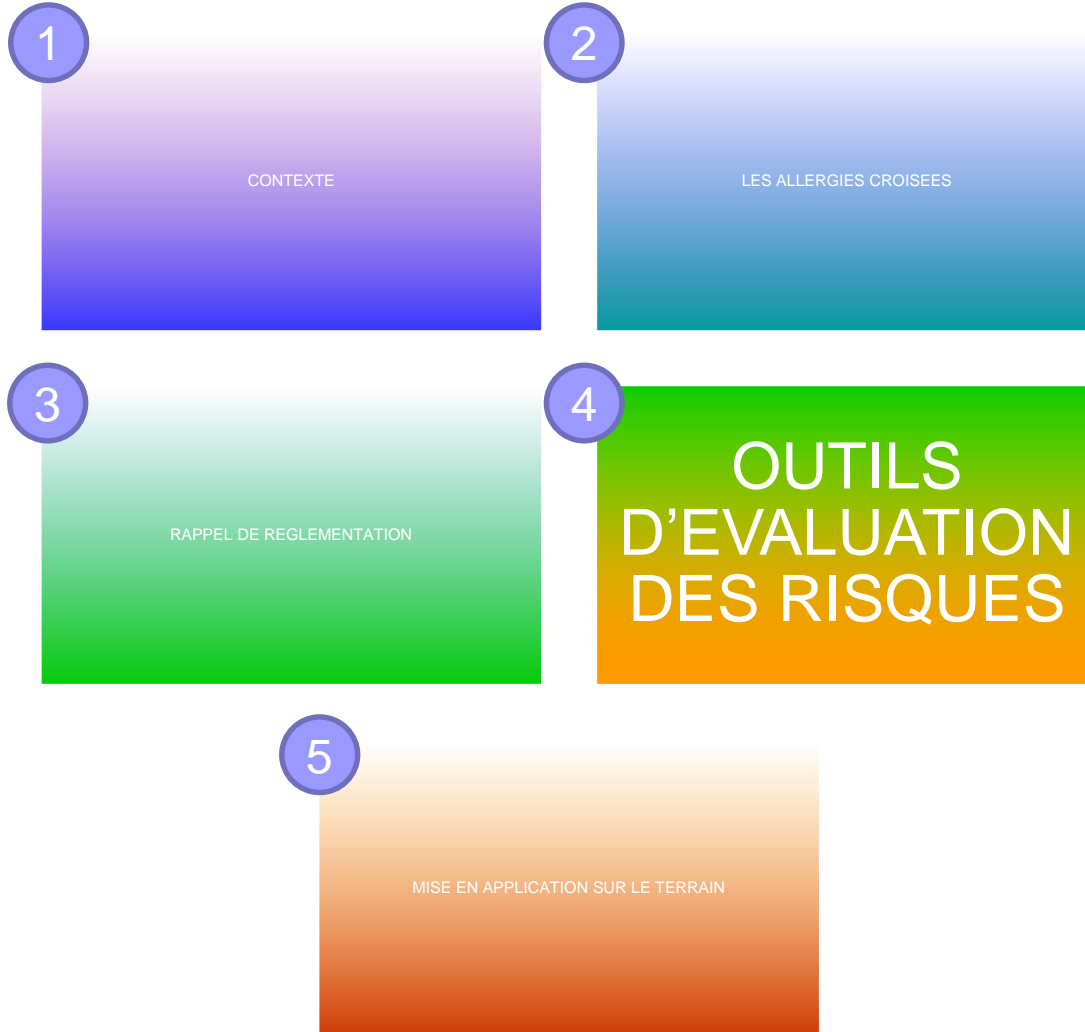 1
CONTEXTE
2
LES ALLERGIES CROISEES
3
RAPPEL DE REGLEMENTATION
4
OUTILS
D’EVALUATION
DES RISQUES
5
MISE EN APPLICATION SUR LE TERRAIN